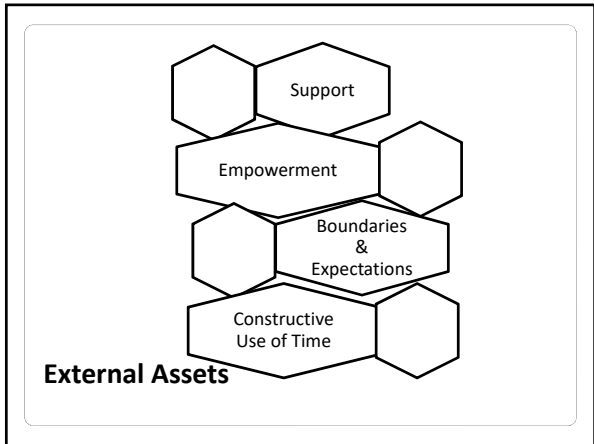 Support
Empowerment
Boundaries
&
Expectations
Constructive
Use of Time
External Assets